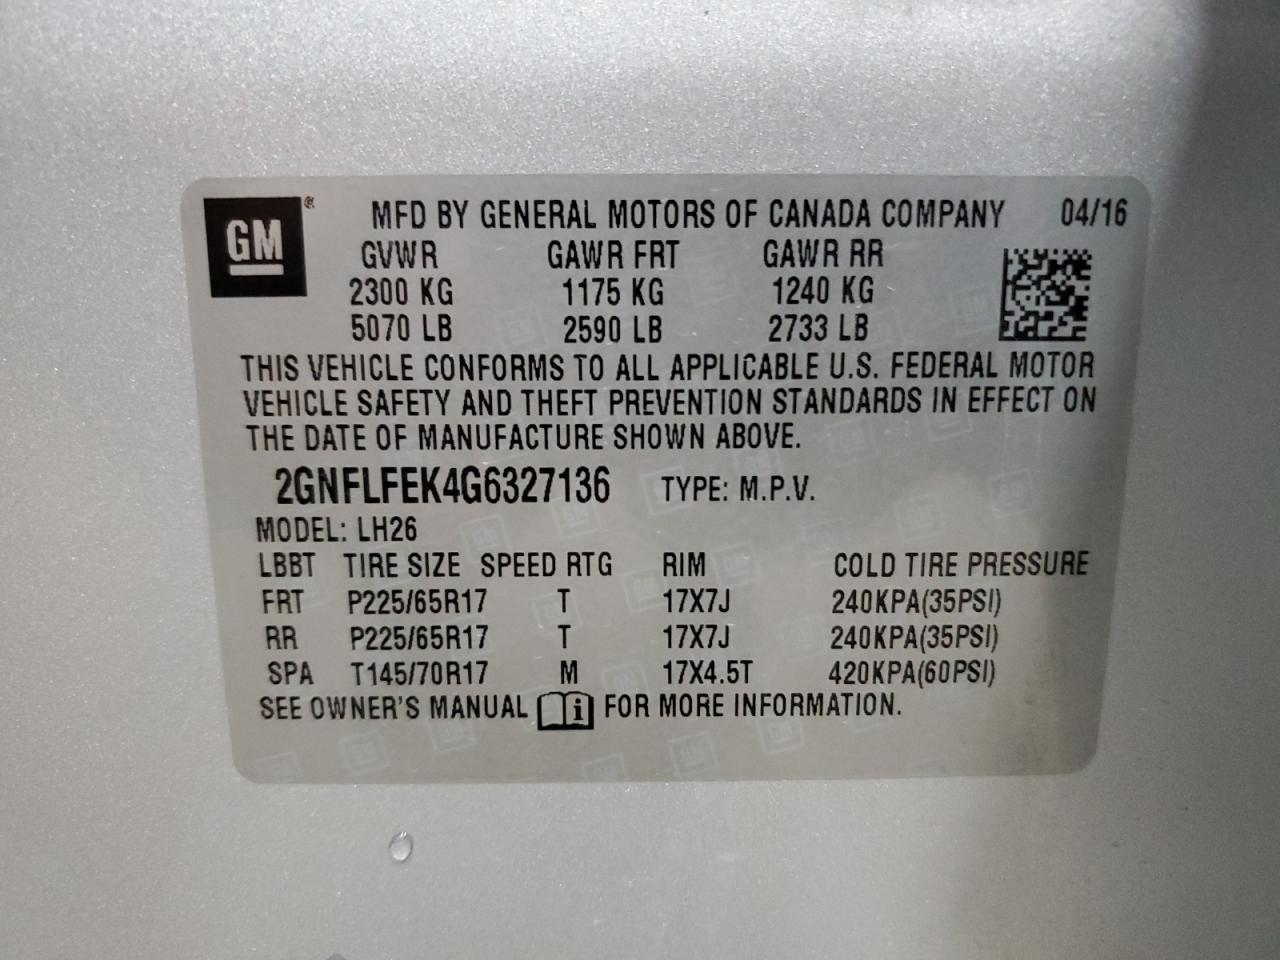 GM® MFD BY GENERAL MOTORS OF CANADA COMPANY 04/16
GVWR GAWR FRT GAWR RR
2300 KG 1175 KG 1240 KG
5070 LB 2590 LB 2733 LB
THIS VEHICLE CONFORMS TO ALL APPLICABLE U.S. FEDERAL MOTOR
VEHICLE SAFETY AND THEFT PREVENTION STANDARDS IN EFFECT ON
THE DATE OF MANUFACTURE SHOWN ABOVE.
2GNFLFEK4G6327136 TYPE: M.P.V.
MODEL: LH26
LBBT TIRE SIZE SPEED RTG RIM COLD TIRE PRESSURE
FRT P225/65R17 T 17X7J 240KPA(35PSI)
RR P225/65R17 T 17X7J 240KPA(35PSI)
SPA T145/70R17 M 17X4.5T 420KPA(60PSI)
SEE OWNER'S MANUAL i FOR MORE INFORMATION.